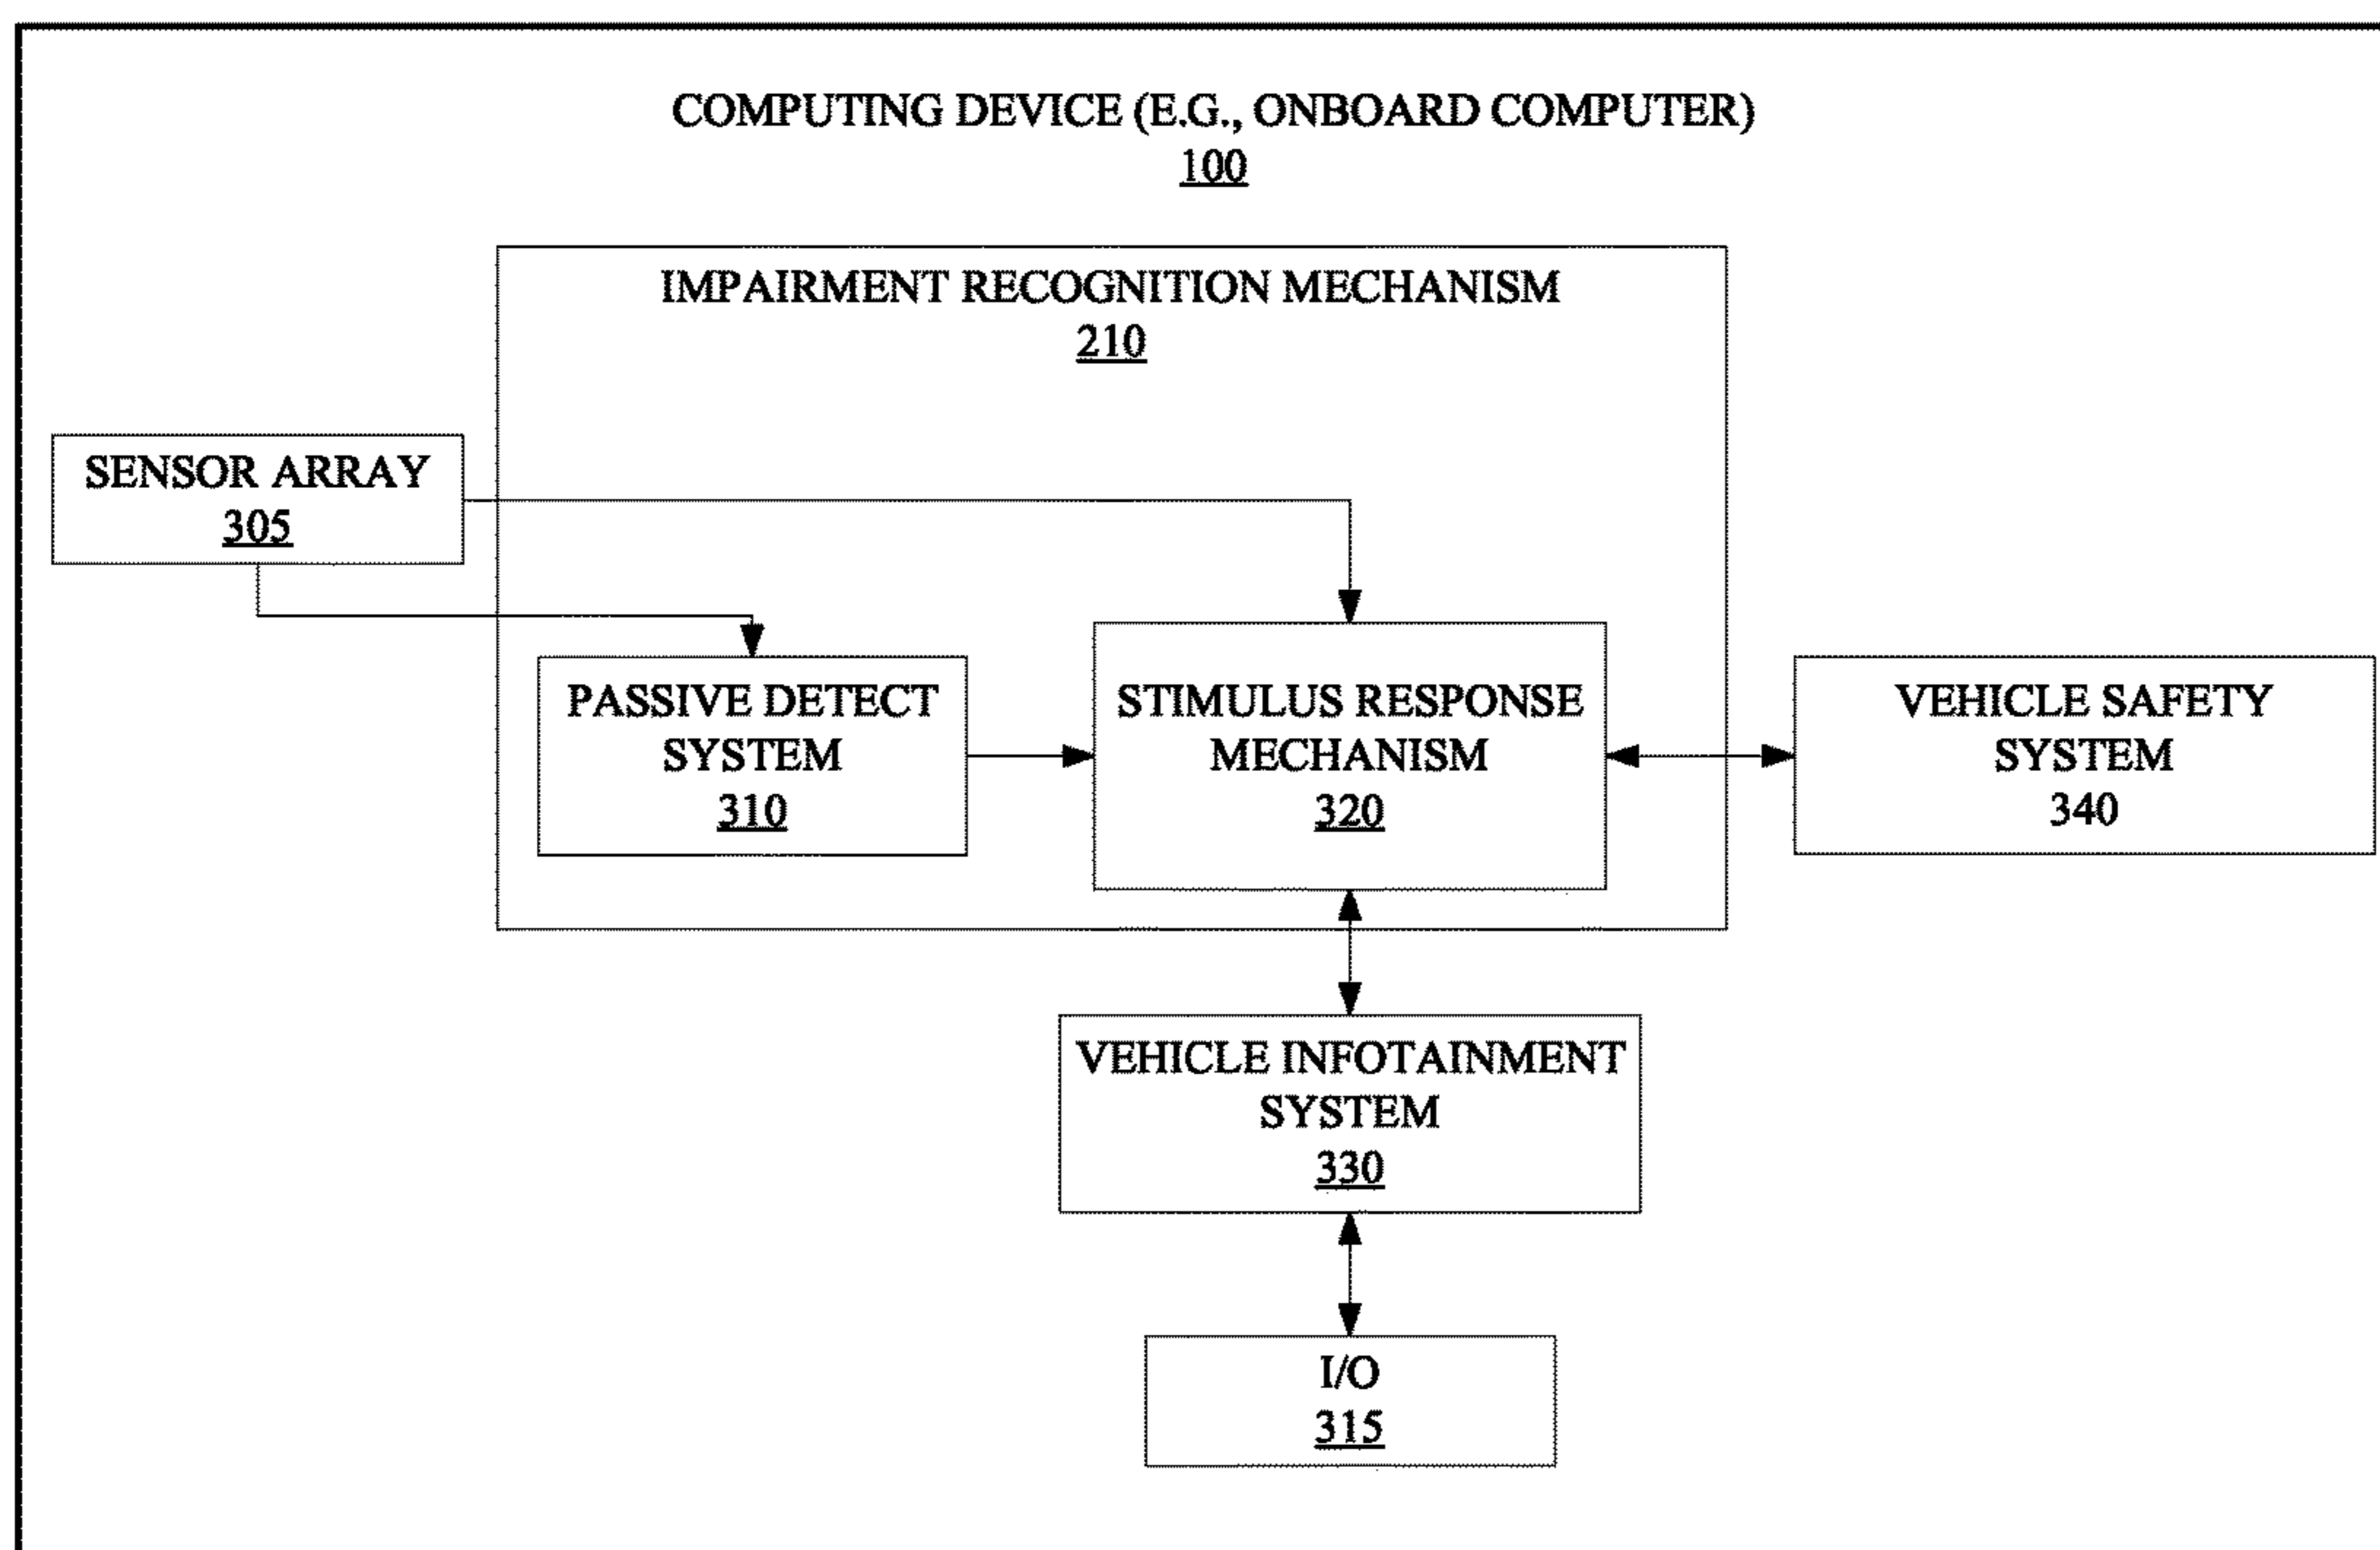 COMPUTING DEVICE (E.G., ONBOARD COMPUTER)
100
IMPAIRMENT RECOGNITION MECHANISM
210
SENSOR ARRAY
305
PASSIVE DETECT
SYSTEM
310
STIMULUS RESPONSE
MECHANISM
320
VEHICLE SAFETY
SYSTEM
340
VEHICLE INFOTAINMENT
SYSTEM
330
I/O
315